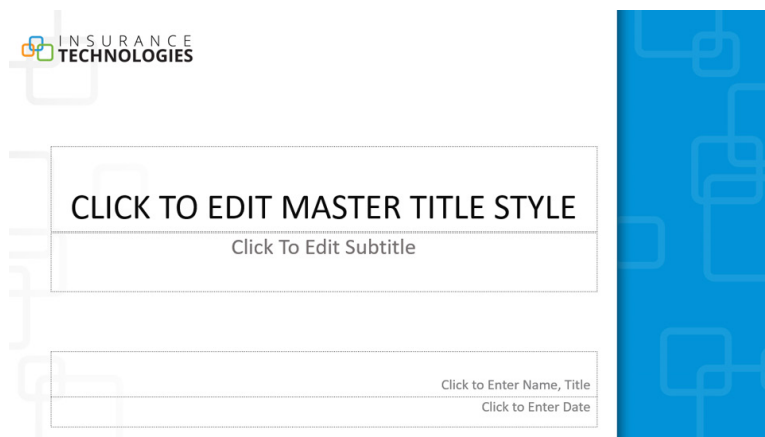 INSURANCE
TECHNOLOGIES
CLICK TO EDIT MASTER TITLE STYLE
Click To Edit Subtitle
Click to Enter Name, Title
Click to Enter Date